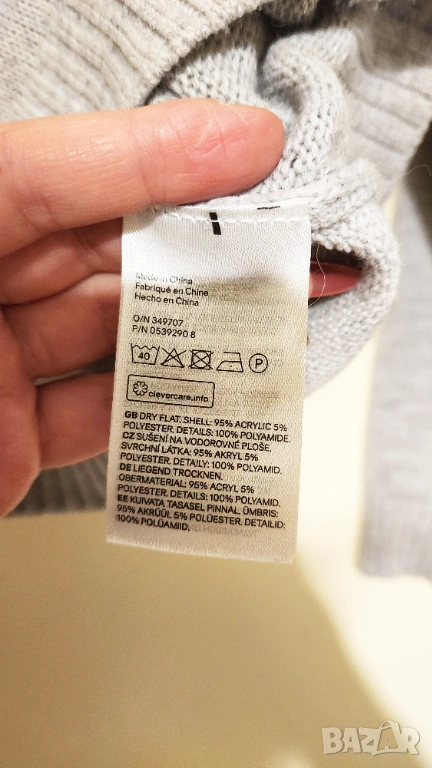 Made in China
Fabriqué en Chine
Hecho en China
O/N 349707
P/N 0539290 8
40
P
clevercare.info
GB DRY FLAT. SHELL: 95% ACRYLIC 5%
POLYESTER. DETAILS: 100% POLYAMIDE.
CZ SUŠENÍ NA VODOROVNÉ PLOŠE.
SVRCHNÍ LÁTKA: 95% AKRYL 5%
POLYESTER. DETAILY: 100% POLYAMID.
DE LIEGEND TROCKNEN.
OBERMATERIAL: 95% ACRYL 5%
POLYESTER. DETAILS: 100% POLYAMID.
EE KUIVATA TASASEL PINNAL. ÜMBRIS:
95% AKRÜÜL 5% POLÜESTER. DETAILID:
100% POLÜAMIID.
BAZAR